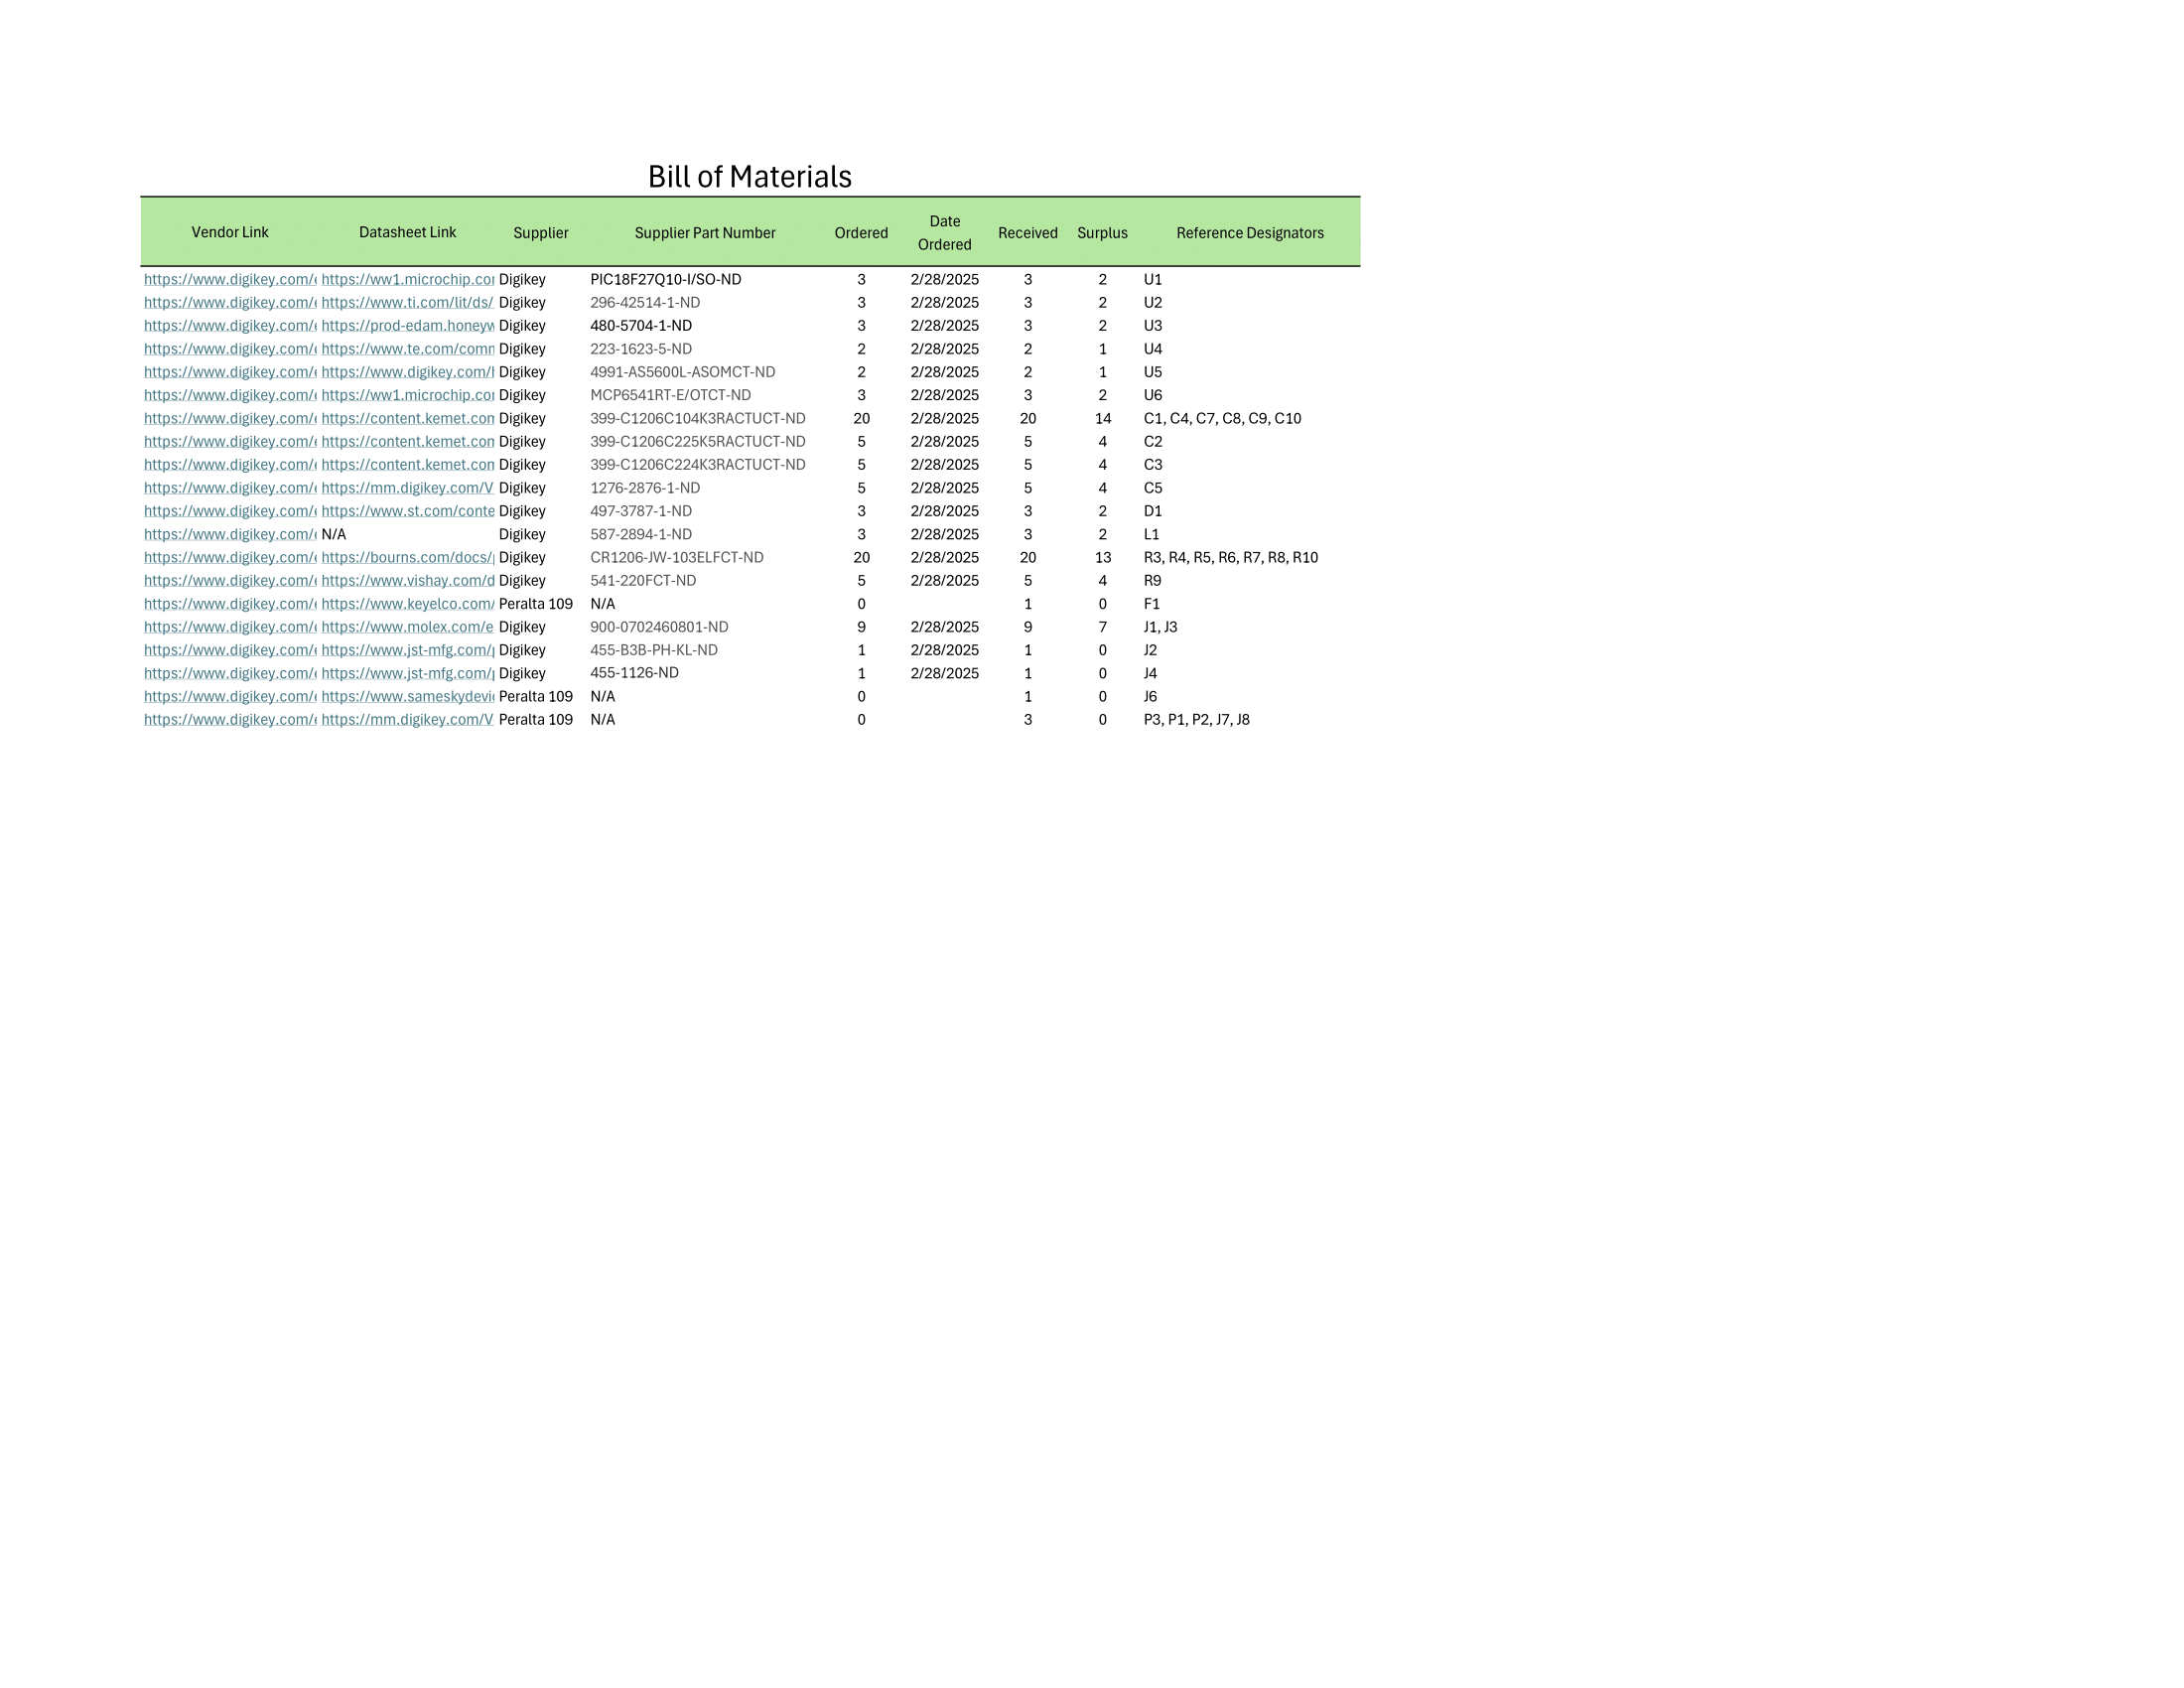 Bill of Materials
Vendor Link Datasheet Link Supplier Supplier Part Number Ordered Date Ordered Received Surplus Reference Designators
https://www.digikey.com/e https://ww1.microchip.cor Digikey PIC18F27Q10-I/SO-ND 3 2/28/2025 3 2 U1
https://www.digikey.com/e https://www.ti.com/lit/ds/ Digikey 296-42514-1-ND 3 2/28/2025 3 2 U2
https://www.digikey.com/e https://prod-edam.honeyw Digikey 480-5704-1-ND 3 2/28/2025 3 2 U3
https://www.digikey.com/e https://www.te.com/comm Digikey 223-1623-5-ND 2 2/28/2025 2 1 U4
https://www.digikey.com/e https://www.digikey.com/h Digikey 4991-AS5600L-ASOMCT-ND 2 2/28/2025 2 1 U5
https://www.digikey.com/e https://ww1.microchip.cor Digikey MCP6541RT-E/OTCT-ND 3 2/28/2025 3 2 U6
https://www.digikey.com/e https://content.kemet.con Digikey 399-C1206C104K3RACTUCT-ND 20 2/28/2025 20 14 C1, C4, C7, C8, C9, C10
https://www.digikey.com/e https://content.kemet.con Digikey 399-C1206C225K5RACTUCT-ND 5 2/28/2025 5 4 C2
https://www.digikey.com/e https://content.kemet.con Digikey 399-C1206C224K3RACTUCT-ND 5 2/28/2025 5 4 C3
https://www.digikey.com/e https://mm.digikey.com/V Digikey 1276-2876-1-ND 5 2/28/2025 5 4 C5
https://www.digikey.com/e https://www.st.com/conte Digikey 497-3787-1-ND 3 2/28/2025 3 2 D1
https://www.digikey.com/e N/A Digikey 587-2894-1-ND 3 2/28/2025 3 2 L1
https://www.digikey.com/e https://bourns.com/docs/p Digikey CR1206-JW-103ELFCT-ND 20 2/28/2025 20 13 R3, R4, R5, R6, R7, R8, R10
https://www.digikey.com/e https://www.vishay.com/d Digikey 541-220FCT-ND 5 2/28/2025 5 4 R9
https://www.digikey.com/e https://www.keyelco.com/ Peralta 109 N/A 0 1 0 F1
https://www.digikey.com/e https://www.molex.com/e Digikey 900-0702460801-ND 9 2/28/2025 9 7 J1, J3
https://www.digikey.com/e https://www.jst-mfg.com/p Digikey 455-B3B-PH-KL-ND 1 2/28/2025 1 0 J2
https://www.digikey.com/e https://www.jst-mfg.com/p Digikey 455-1126-ND 1 2/28/2025 1 0 J4
https://www.digikey.com/e https://www.sameskydevic Peralta 109 N/A 0 1 0 J6
https://www.digikey.com/e https://mm.digikey.com/V Peralta 109 N/A 0 3 0 P3, P1, P2, J7, J8